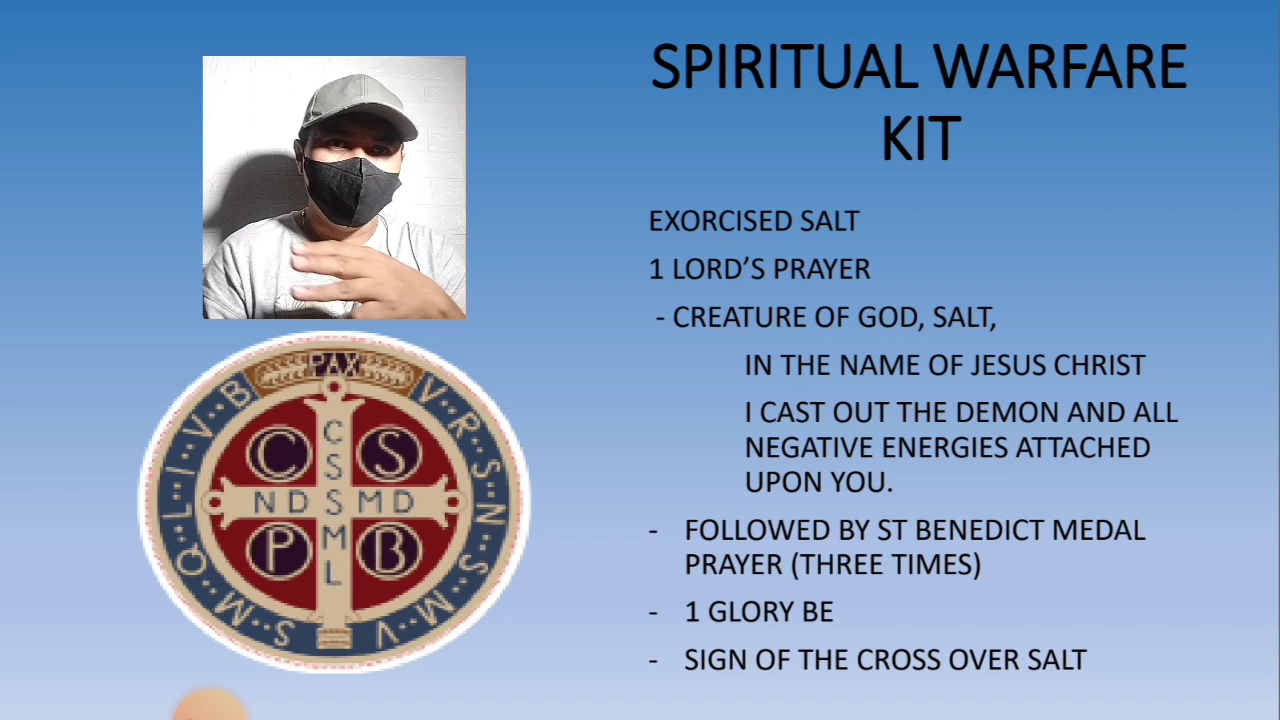 SPIRITUAL WARFARE
KIT
EXORCISED SALT
1 LORD'S PRAYER
- CREATURE OF GOD, SALT,
IN THE NAME OF JESUS CHRIST
I CAST OUT THE DEMON AND ALL
NEGATIVE ENERGIES ATTACHED
UPON YOU.
- FOLLOWED BY ST BENEDICT MEDAL
PRAYER (THREE TIMES)
- 1 GLORY BE
- SIGN OF THE CROSS OVER SALT
PAX
V··R·S··N··S··M·V
S··M··Q··L··I··V··B
C S
P B
C S S M L
N D S M D